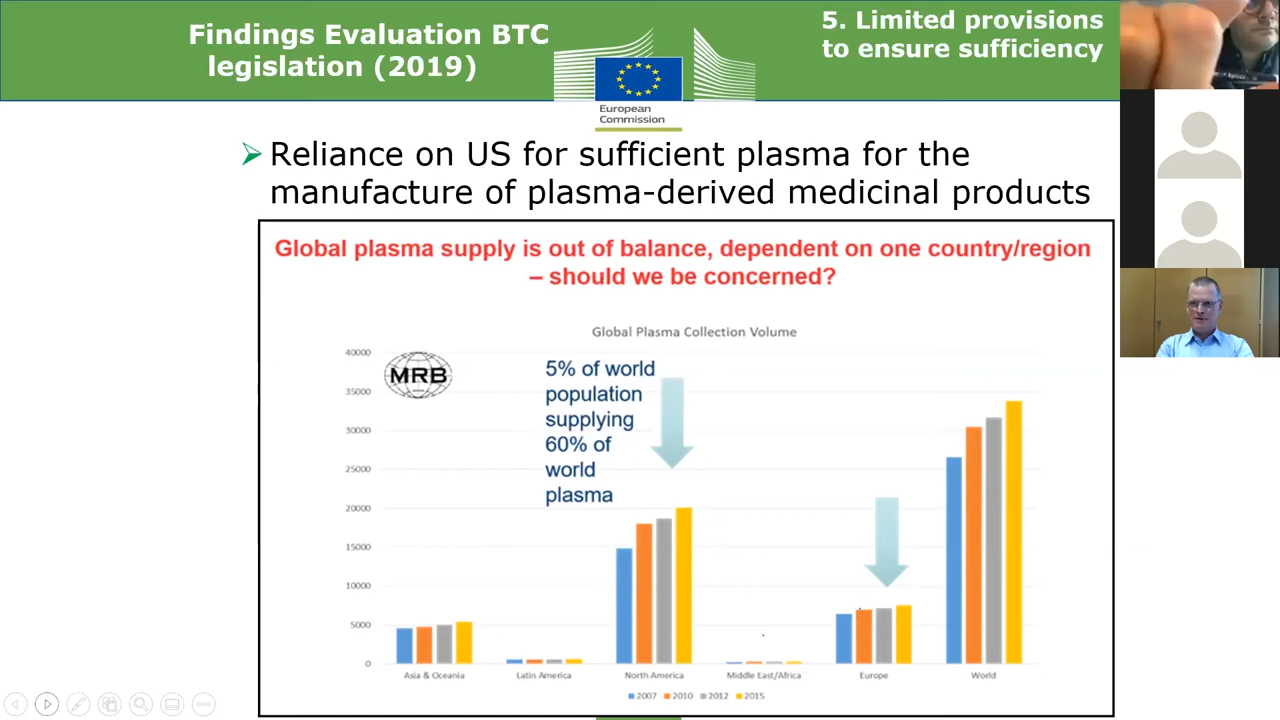 Findings Evaluation BTC
legislation (2019)
5. Limited provisions
to ensure sufficiency
European
Commission
Reliance on US for sufficient plasma for the
manufacture of plasma-derived medicinal products
Global plasma supply is out of balance, dependent on one country/region
– should we be concerned?
Global Plasma Collection Volume
MRB
5% of world
population
supplying
60% of
world
plasma
40000
35000
30000
25000
20000
15000
10000
5000
0
Asia & Oceania
Latin America
North America
Middle East/Africa
Europe
World
2007
2010
2012
2015